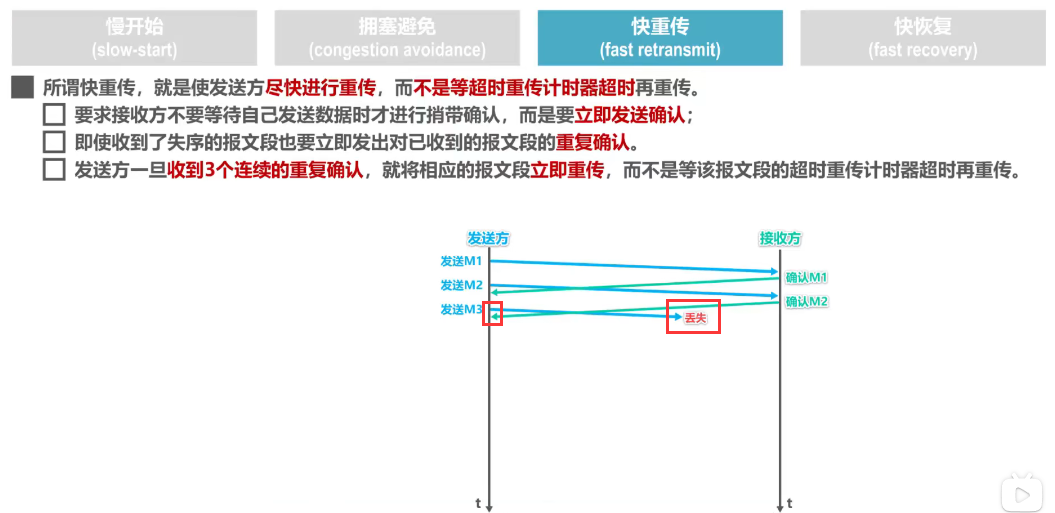 慢开始
(slow-start)
拥塞避免
(congestion avoidance)
快重传
(fast retransmit)
快恢复
(fast recovery)
所谓快重传，就是使发送方尽快进行重传，而不是等超时重传计时器超时再重传。
要求接收方不要等待自己发送数据时才进行捎带确认，而是要立即发送确认；
即使收到了失序的报文段也要立即发出对已收到的报文段的重复确认。
发送方一旦收到3个连续的重复确认，就将相应的报文段立即重传，而不是等该报文段的超时重传计时器超时再重传。
发送方
接收方
发送M1
确认M1
发送M2
确认M2
发送M3
丢失
t
t